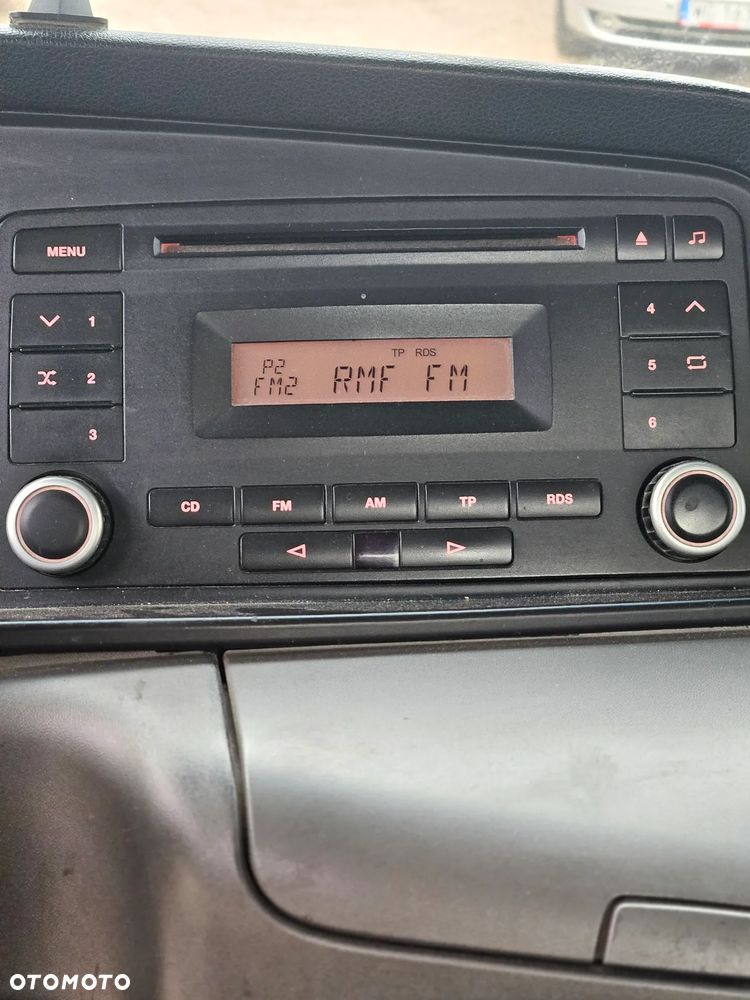 MENU
1
2
3
4
5
6
TP RDS
P2
FM2 RMF FM
CD FM AM TP RDS
OTOMOTO